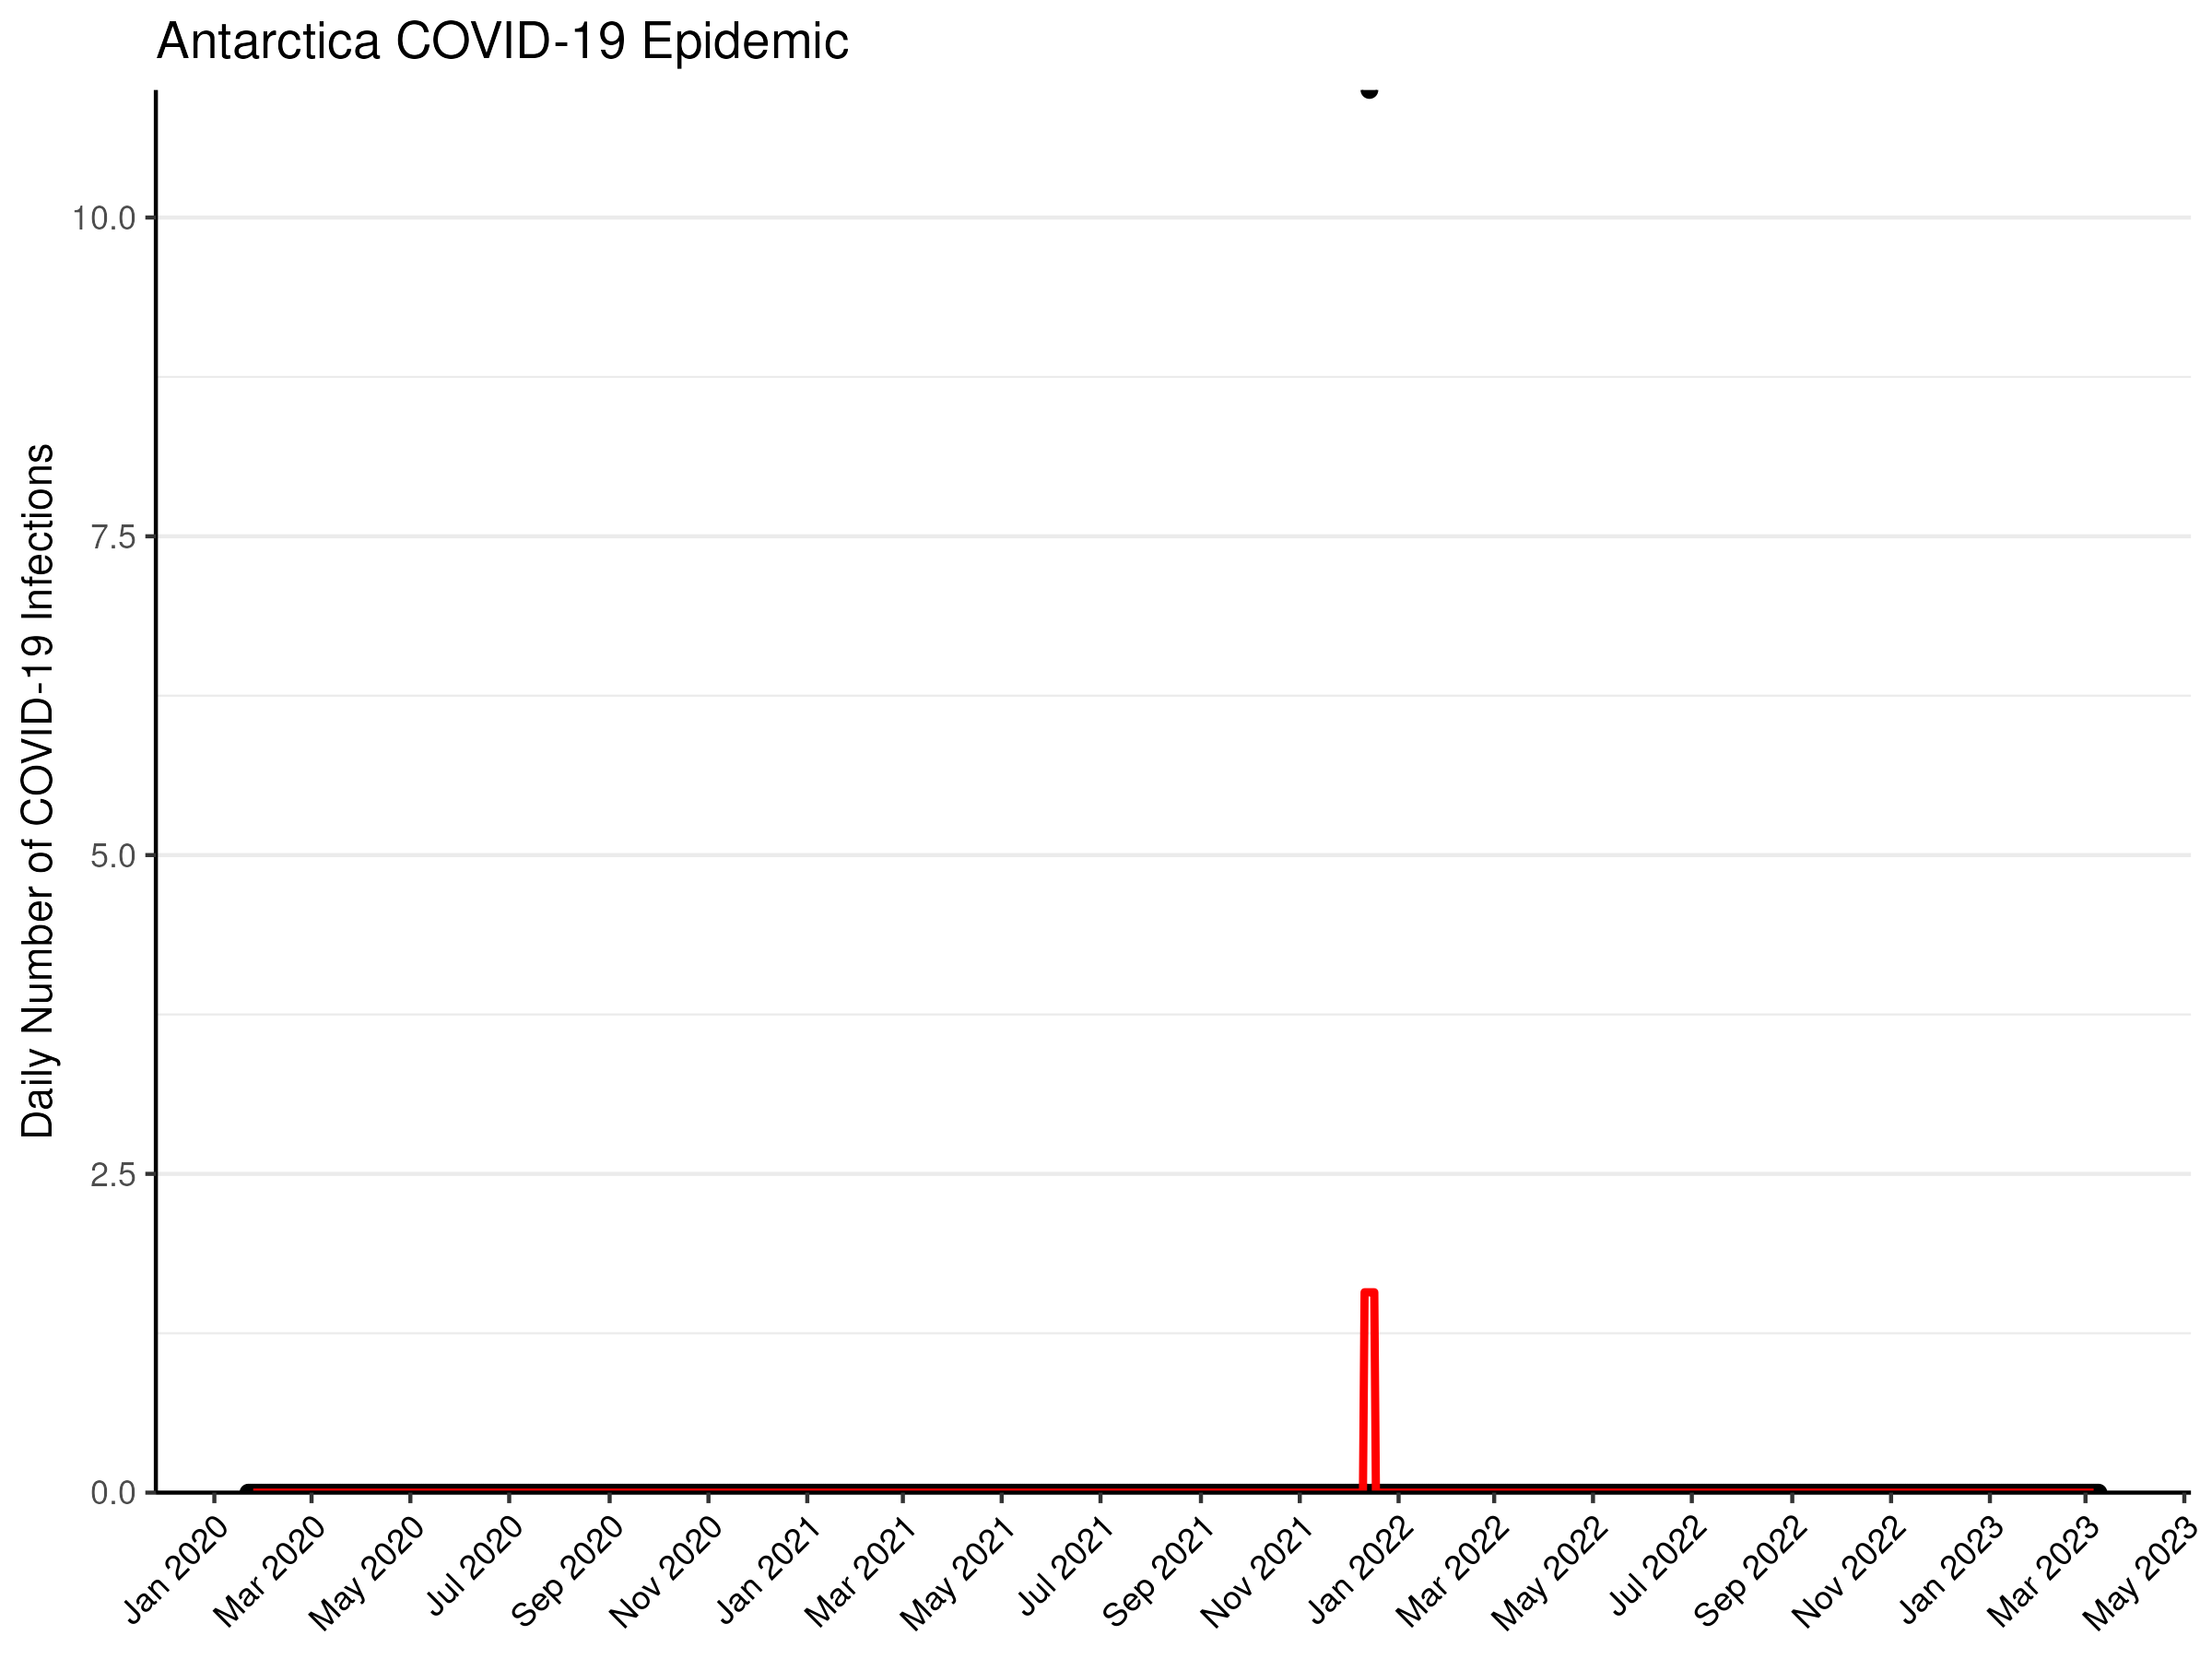 Antarctica COVID-19 Epidemic
Daily Number of COVID-19 Infections
10.0
7.5
5.0
2.5
0.0
Jan 2020
Mar 2020
May 2020
Jul 2020
Sep 2020
Nov 2020
Jan 2021
Mar 2021
May 2021
Jul 2021
Sep 2021
Nov 2021
Jan 2022
Mar 2022
May 2022
Jul 2022
Sep 2022
Nov 2022
Jan 2023
Mar 2023
May 2023